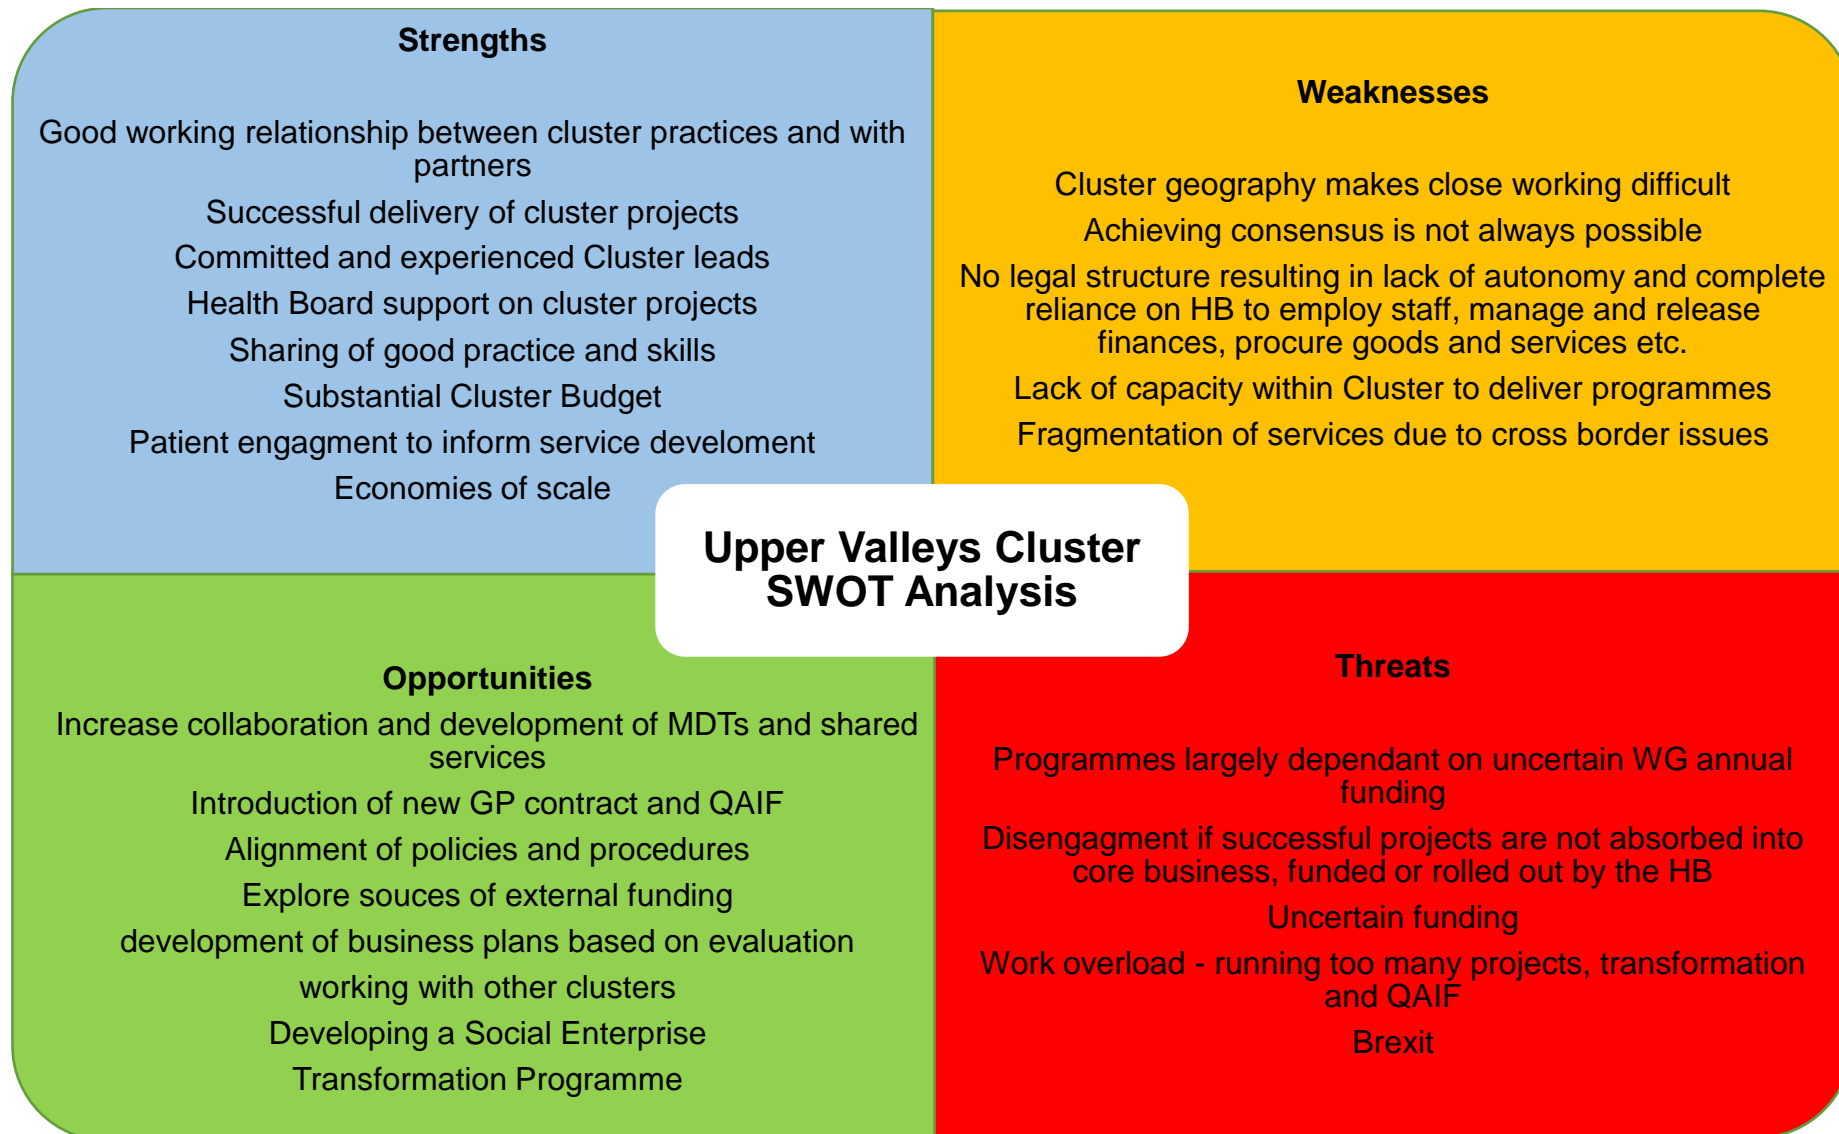 Strengths
Good working relationship between cluster practices and with
partners
Successful delivery of cluster projects
Committed and experienced Cluster leads
Health Board support on cluster projects
Sharing of good practice and skills
Substantial Cluster Budget
Patient engagment to inform service develoment
Economies of scale
Weaknesses
Cluster geography makes close working difficult
Achieving consensus is not always possible
No legal structure resulting in lack of autonomy and complete
reliance on HB to employ staff, manage and release
finances, procure goods and services etc.
Lack of capacity within Cluster to deliver programmes
Fragmentation of services due to cross border issues
Upper Valleys Cluster
SWOT Analysis
Opportunities
Increase collaboration and development of MDTs and shared
services
Introduction of new GP contract and QAIF
Alignment of policies and procedures
Explore souces of external funding
development of business plans based on evaluation
working with other clusters
Developing a Social Enterprise
Transformation Programme
Threats
Programmes largely dependant on uncertain WG annual
funding
Disengagment if successful projects are not absorbed into
core business, funded or rolled out by the HB
Uncertain funding
Work overload - running too many projects, transformation
and QAIF
Brexit